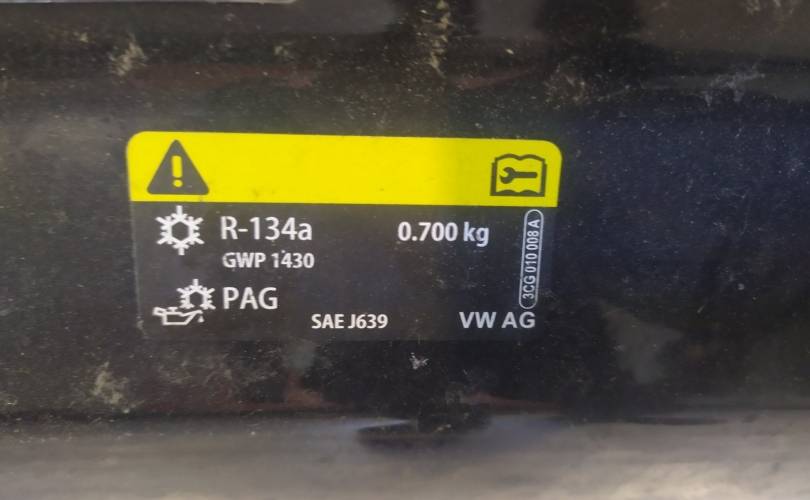 R-134a 0.700 kg
GWP 1430
PAG
SAE J639 VW AG
3CG 010 008 A